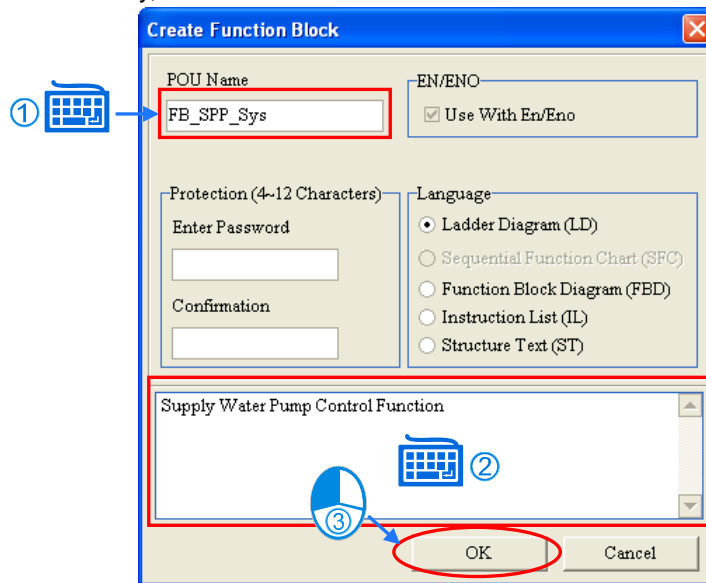 Create Function Block
POU Name
EN/ENO
① FB_SPP_Sys
Use With En/Eno
Protection (4~12 Characters)
Enter Password
Confirmation
Language
Ladder Diagram (LD)
Sequential Function Chart (SFC)
Function Block Diagram (FBD)
Instruction List (IL)
Structure Text (ST)
Supply Water Pump Control Function
②
③
OK
Cancel